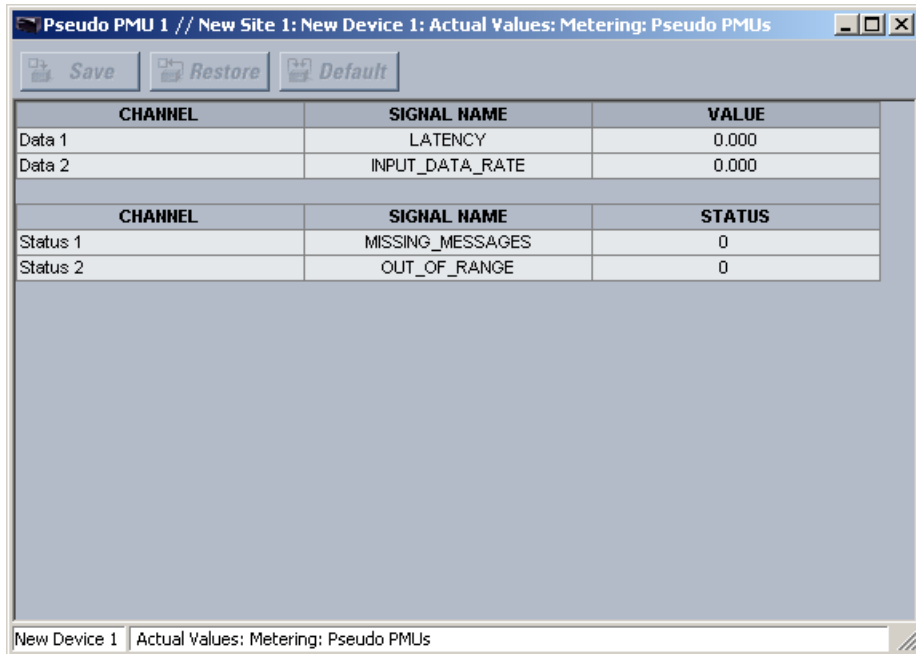 Pseudo PMU 1 // New Site 1: New Device 1: Actual Values: Metering: Pseudo PMUs
Save Restore Default
CHANNEL SIGNAL NAME VALUE
Data 1 LATENCY 0.000
Data 2 INPUT_DATA_RATE 0.000
CHANNEL SIGNAL NAME STATUS
Status 1 MISSING_MESSAGES 0
Status 2 OUT_OF_RANGE 0
New Device 1 Actual Values: Metering: Pseudo PMUs